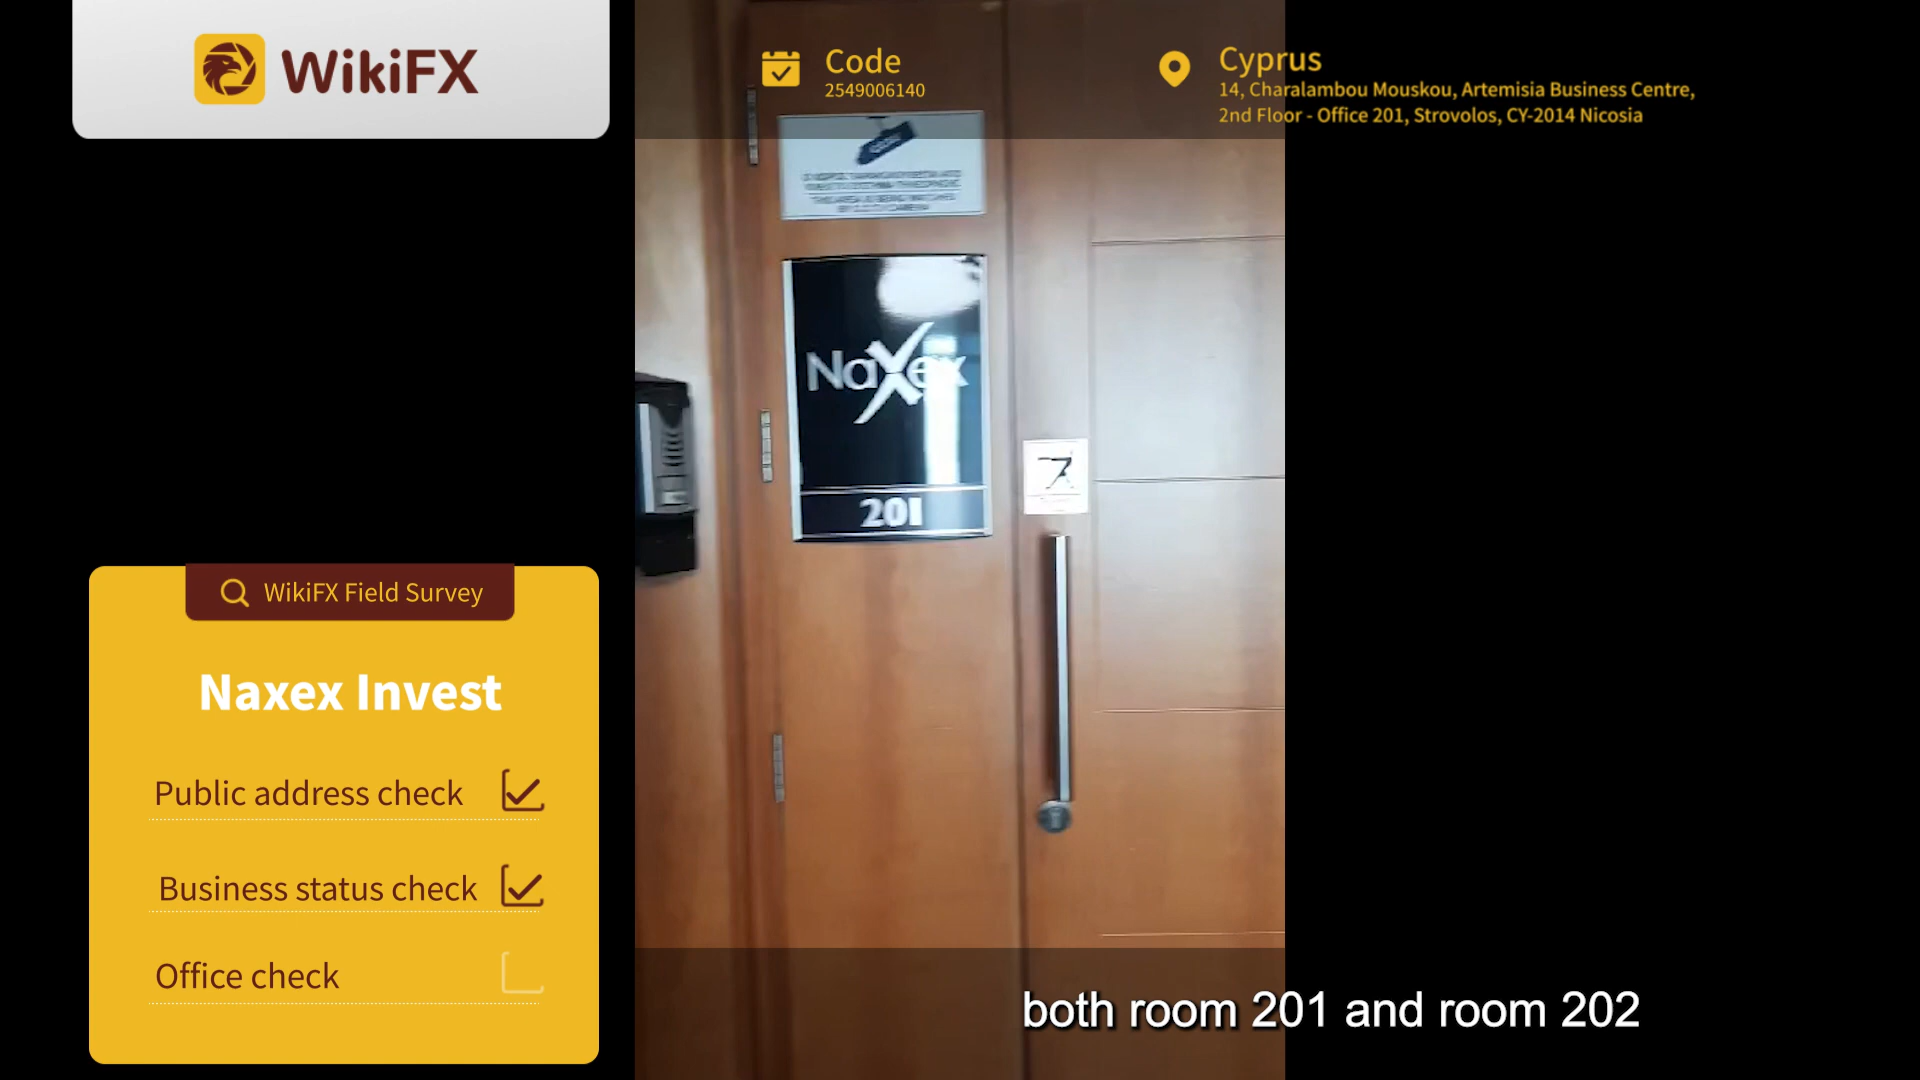 WikiFX
Code
2549006140
Cyprus
14, Charalambou Mouskou, Artemisia Business Centre,
2nd Floor - Office 201, Strovolos, CY-2014 Nicosia
NaXex
201
WikiFX Field Survey
Naxex Invest
Public address check
Business status check
Office check
both room 201 and room 202